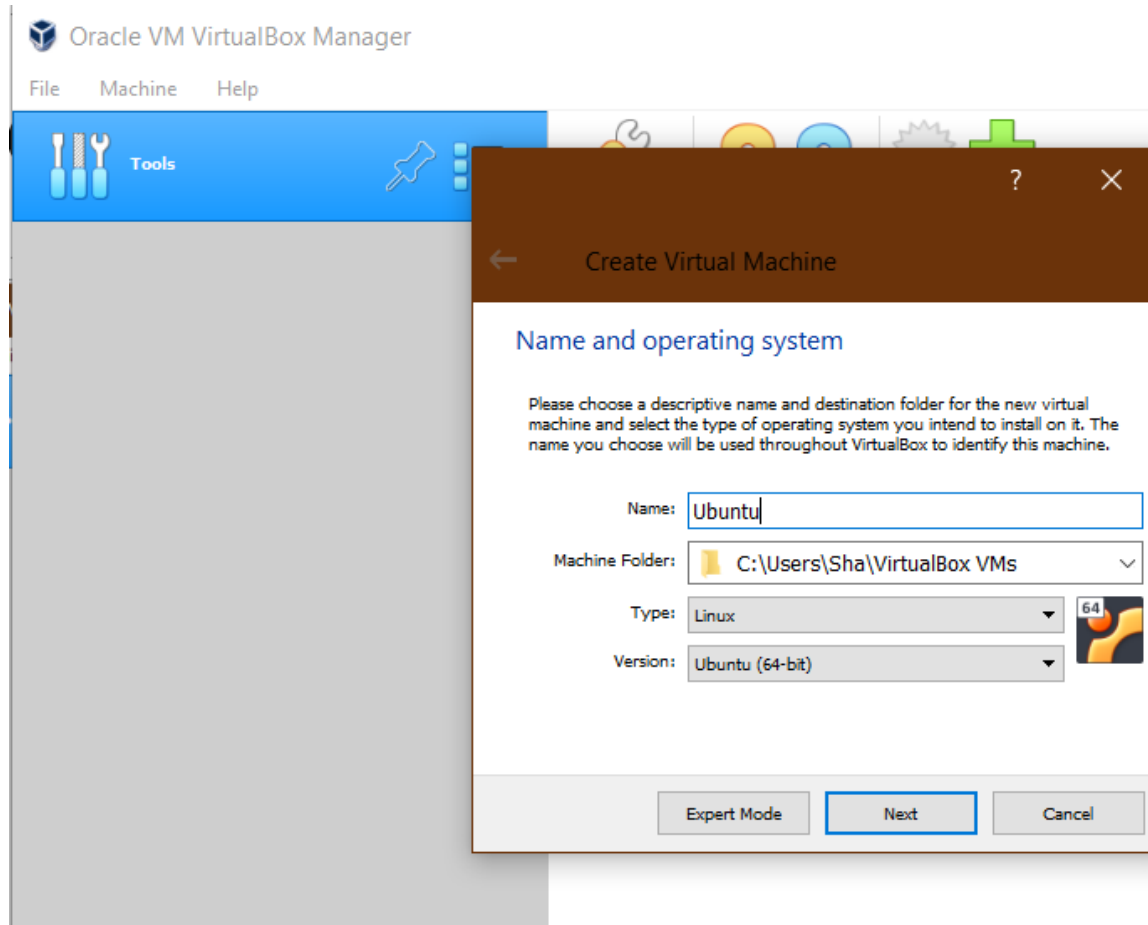 Oracle VM VirtualBox Manager
File Machine Help
Tools
?
Create Virtual Machine
Name and operating system
Please choose a descriptive name and destination folder for the new virtual
machine and select the type of operating system you intend to install on it. The
name you choose will be used throughout VirtualBox to identify this machine.
Name: Ubuntu
Machine Folder: C:\Users\Sha\VirtualBox VMs
Type: Linux
64
Version: Ubuntu (64-bit)
Expert Mode Next Cancel